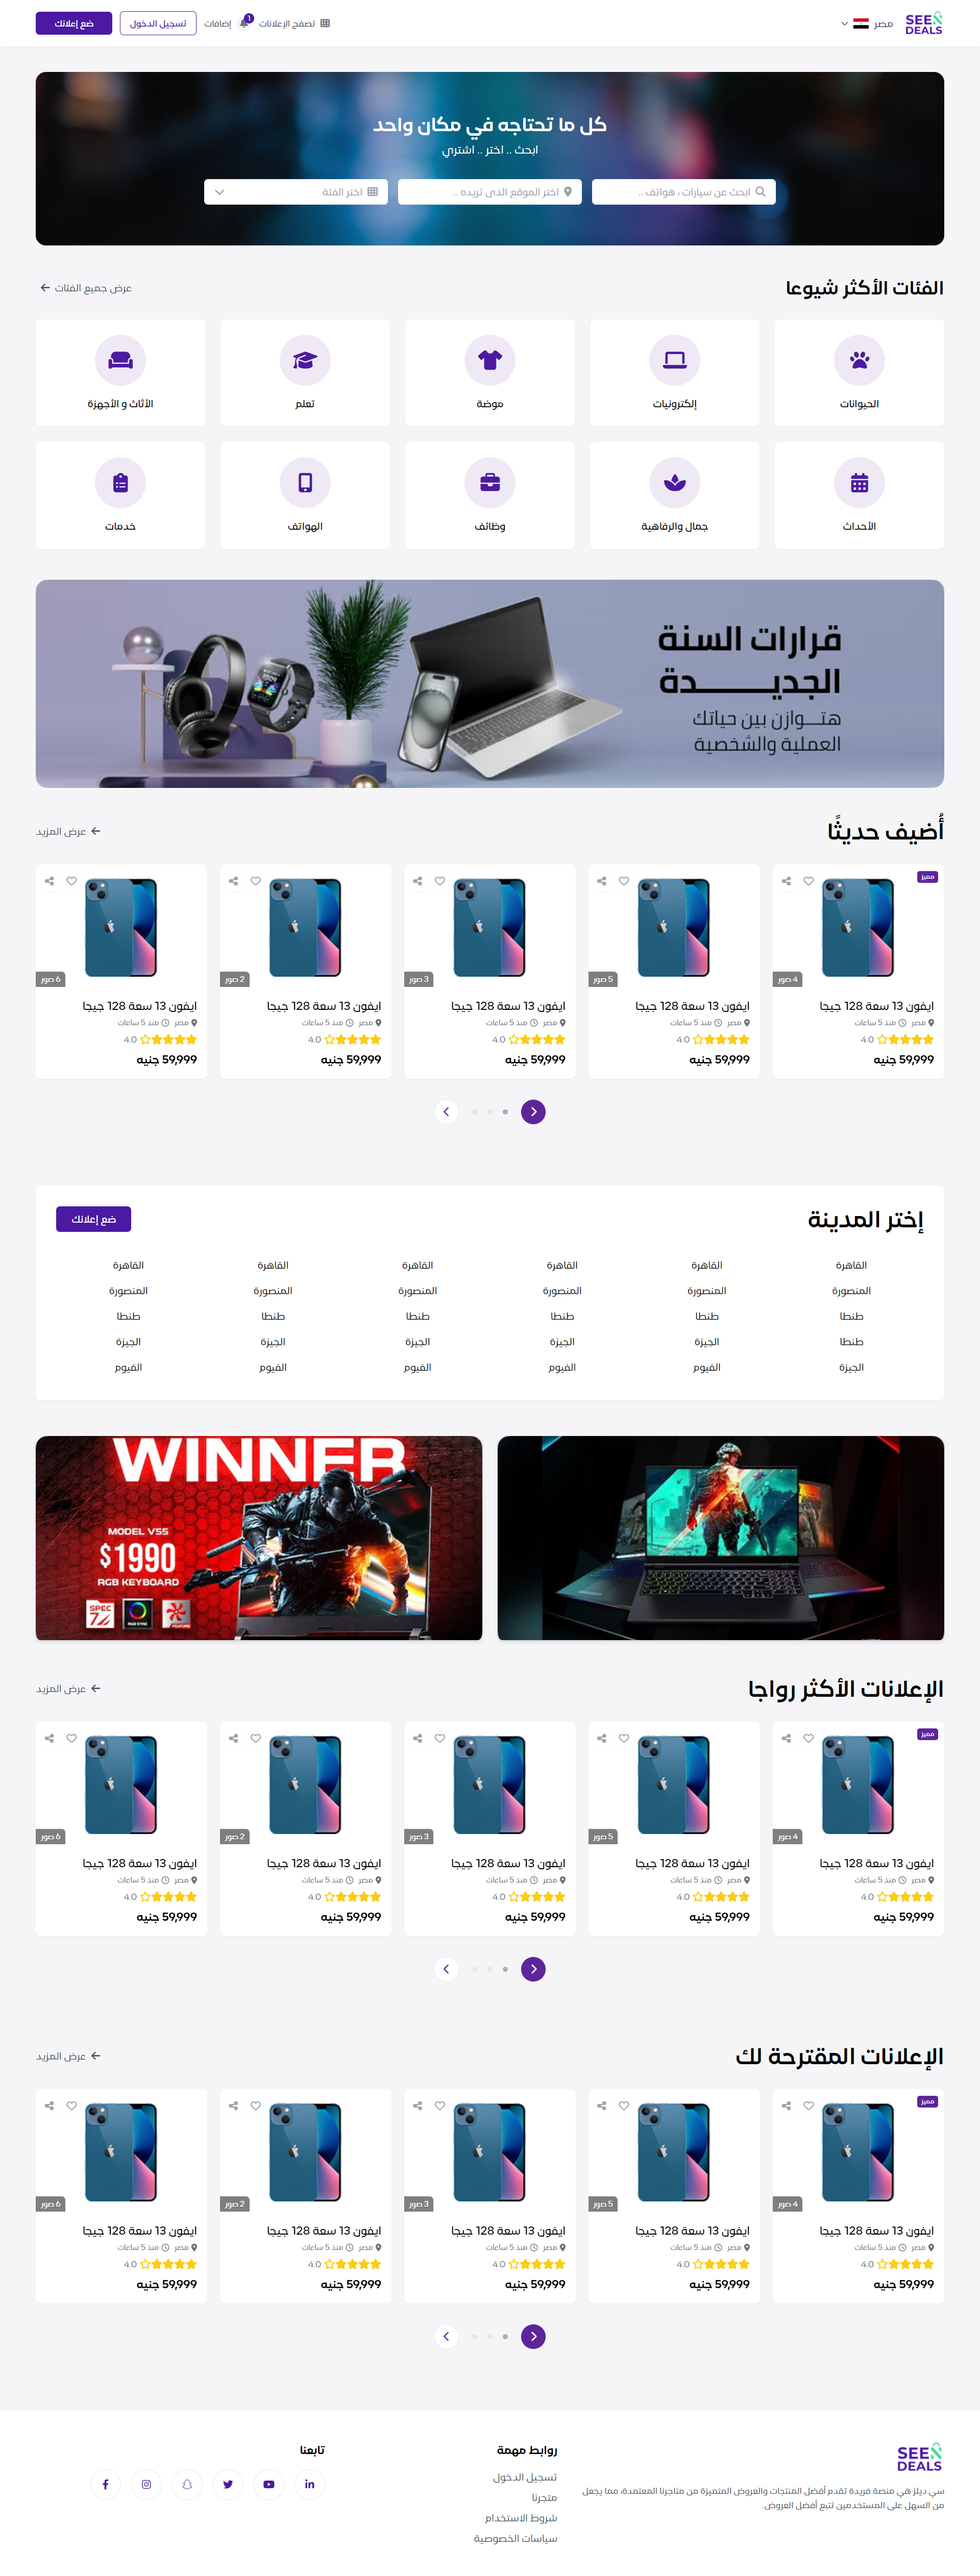 SEEN
DEALS
مصر
تصفح الإعلانات
1
إضافات
تسجيل الدخول
ضع إعلانك
كل ما تحتاجه في مكان واحد
ابحث .. اختر .. اشتري
ابحث عن سيارات ، هواتف ..
اختر الموقع الذى تريده ..
اختر الفئة
الفئات الأكثر شيوعا
عرض جميع الفئات
الحيوانات
إلكترونيات
موضة
تعلم
الأثاث و الأجهزة
الأحداث
جمال والرفاهية
وظائف
الهواتف
خدمات
قرارات السنة
الجديـــــدة
هتـــوازن بين حياتك
العملية والشخصية
أُضيف حديثًا
عرض المزيد
مميز
4 صور
5 صور
3 صور
2 صور
6 صور
ايفون 13 سعة 128 جيجا
مصر منذ 5 ساعات
4.0
59,999 جنيه
ايفون 13 سعة 128 جيجا
مصر منذ 5 ساعات
4.0
59,999 جنيه
ايفون 13 سعة 128 جيجا
مصر منذ 5 ساعات
4.0
59,999 جنيه
ايفون 13 سعة 128 جيجا
مصر منذ 5 ساعات
4.0
59,999 جنيه
ايفون 13 سعة 128 جيجا
مصر منذ 5 ساعات
4.0
59,999 جنيه
إختر المدينة
ضع إعلانك
القاهرة القاهرة القاهرة القاهرة القاهرة القاهرة
المنصورة المنصورة المنصورة المنصورة المنصورة المنصورة
طنطا طنطا طنطا طنطا طنطا طنطا
طنطا الجيزة الجيزة الجيزة الجيزة الجيزة
الجيزة الفيوم الفيوم الفيوم الفيوم الفيوم
WINNER
MODEL V55
$1990
RGB KEYBOARD
SPEC
RGB SYNC
FEATURE
الإعلانات الأكثر رواجا
عرض المزيد
مميز
4 صور
5 صور
3 صور
2 صور
6 صور
ايفون 13 سعة 128 جيجا
مصر منذ 5 ساعات
4.0
59,999 جنيه
ايفون 13 سعة 128 جيجا
مصر منذ 5 ساعات
4.0
59,999 جنيه
ايفون 13 سعة 128 جيجا
مصر منذ 5 ساعات
4.0
59,999 جنيه
ايفون 13 سعة 128 جيجا
مصر منذ 5 ساعات
4.0
59,999 جنيه
ايفون 13 سعة 128 جيجا
مصر منذ 5 ساعات
4.0
59,999 جنيه
الإعلانات المقترحة لك
عرض المزيد
مميز
4 صور
5 صور
3 صور
2 صور
6 صور
ايفون 13 سعة 128 جيجا
مصر منذ 5 ساعات
4.0
59,999 جنيه
ايفون 13 سعة 128 جيجا
مصر منذ 5 ساعات
4.0
59,999 جنيه
ايفون 13 سعة 128 جيجا
مصر منذ 5 ساعات
4.0
59,999 جنيه
ايفون 13 سعة 128 جيجا
مصر منذ 5 ساعات
4.0
59,999 جنيه
ايفون 13 سعة 128 جيجا
مصر منذ 5 ساعات
4.0
59,999 جنيه
SEEN
DEALS
سي ديلز هي منصة فريدة تقدم أفضل المنتجات والعروض المتميزة من متاجرنا المعتمدة، مما يجعل
من السهل على المستخدمين تتبع أفضل العروض.
روابط مهمة
تسجيل الدخول
متجرنا
شروط الاستخدام
سياسات الخصوصية
تابعنا